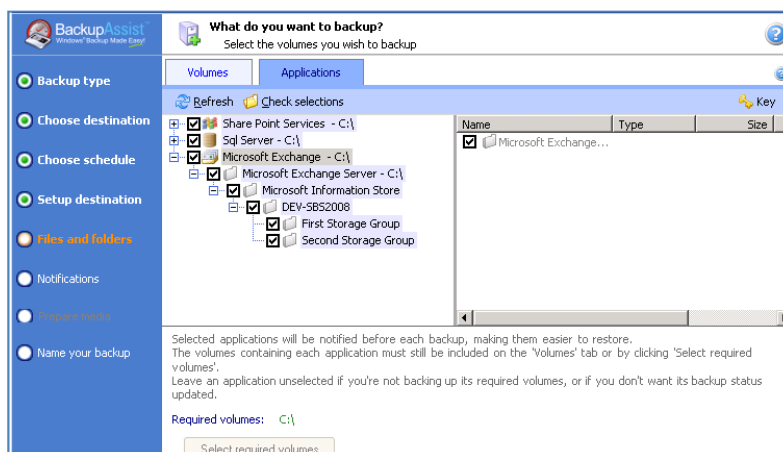 BackupAssist™
Windows® Backup Made Easy!
What do you want to backup?
Select the volumes you wish to backup
Backup type
Choose destination
Choose schedule
Setup destination
Files and folders
Notifications
Prepare media
Name your backup
Volumes
Applications
Refresh
Check selections
Key
Share Point Services - C:\
Sql Server - C:\
Microsoft Exchange - C:\
Microsoft Exchange Server - C:\
Microsoft Information Store
DEV-SBS2008
First Storage Group
Second Storage Group
Name Type Size
Microsoft Exchange...
Selected applications will be notified before each backup, making them easier to restore.
The volumes containing each application must still be included on the 'Volumes' tab or by clicking 'Select required
volumes'.
Leave an application unselected if you're not backing up its required volumes, or if you don't want its backup status
updated.
Required volumes: C:\
Select required volumes